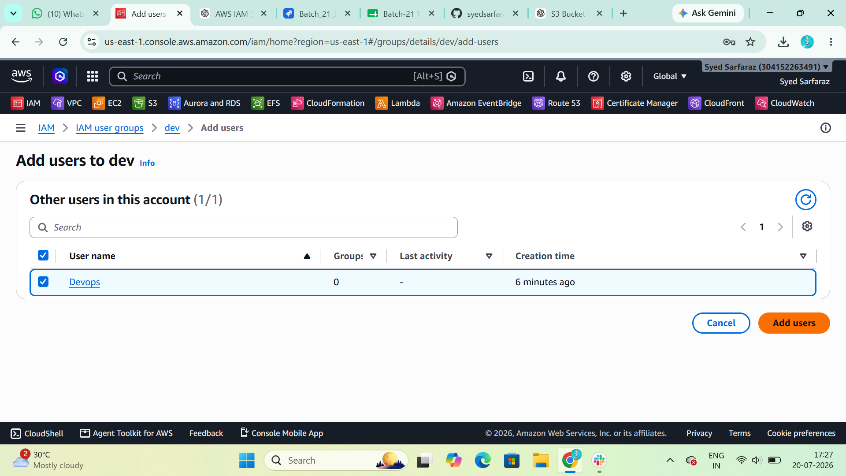 (10) Whats
Add users
AWS IAM
Batch_21_
Batch-21
syedsarfar
S3 Bucket
Ask Gemini
us-east-1.console.aws.amazon.com/iam/home?region=us-east-1#/groups/details/dev/add-users
aws
Search
[Alt+S]
Global
Syed Sarfaraz (304152263491)
Syed Sarfaraz
IAM
VPC
EC2
S3
Aurora and RDS
EFS
CloudFormation
Lambda
Amazon EventBridge
Route 53
Certificate Manager
CloudFront
CloudWatch
IAM
IAM user groups
dev
Add users
Add users to dev Info
Other users in this account (1/1)
Search
1
User name
Groups
Last activity
Creation time
Devops
0
-
6 minutes ago
Cancel
Add users
CloudShell
Agent Toolkit for AWS
Feedback
Console Mobile App
© 2026, Amazon Web Services, Inc. or its affiliates.
Privacy
Terms
Cookie preferences
2
30°C
Mostly cloudy
Search
ENG
IN
17:27
20-07-2026